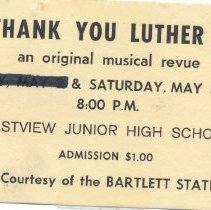 THANK YOU LUTHER
an original musical revue
MAY & SATURDAY, MAY
8:00 P.M.
STVIEW JUNIOR HIGH SCHO
ADMISSION $1.00
Courtesy of the BARTLETT STAT